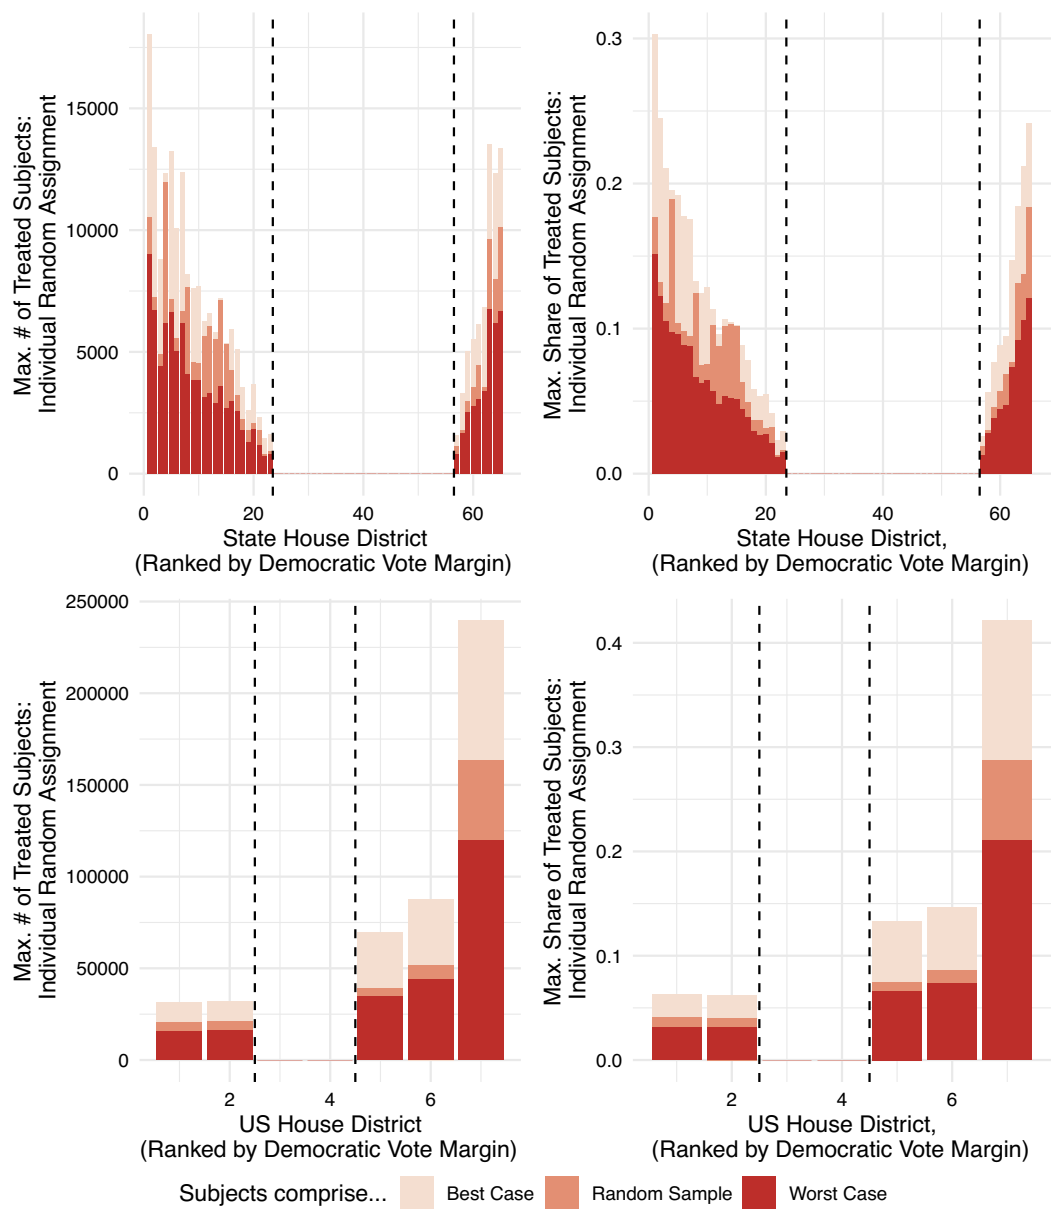 Max. # of Treated Subjects:
Individual Random Assignment
15000
10000
5000
0
0
20
40
60
State House District
(Ranked by Democratic Vote Margin)
Max. Share of Treated Subjects:
Individual Random Assignment
0.3
0.2
0.1
0.0
0
20
40
60
State House District,
(Ranked by Democratic Vote Margin)
Max. # of Treated Subjects:
Individual Random Assignment
250000
200000
150000
100000
50000
0
2
4
6
US House District
(Ranked by Democratic Vote Margin)
Max. Share of Treated Subjects:
Individual Random Assignment
0.4
0.3
0.2
0.1
0.0
2
4
6
US House District,
(Ranked by Democratic Vote Margin)
Subjects comprise... Best Case Random Sample Worst Case